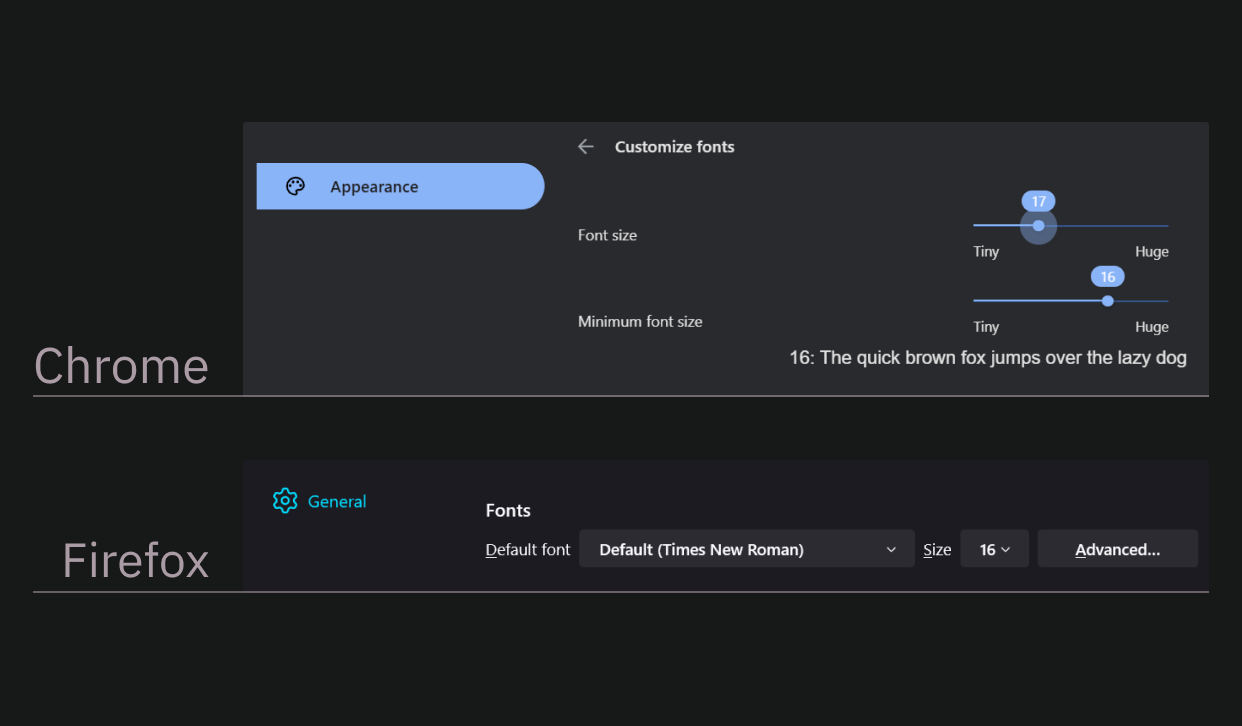 Chrome
Appearance
Customize fonts
Font size
17
Tiny
Huge
Minimum font size
16
Tiny
Huge
16: The quick brown fox jumps over the lazy dog
Firefox
General
Fonts
Default font
Default (Times New Roman)
Size
16
Advanced...